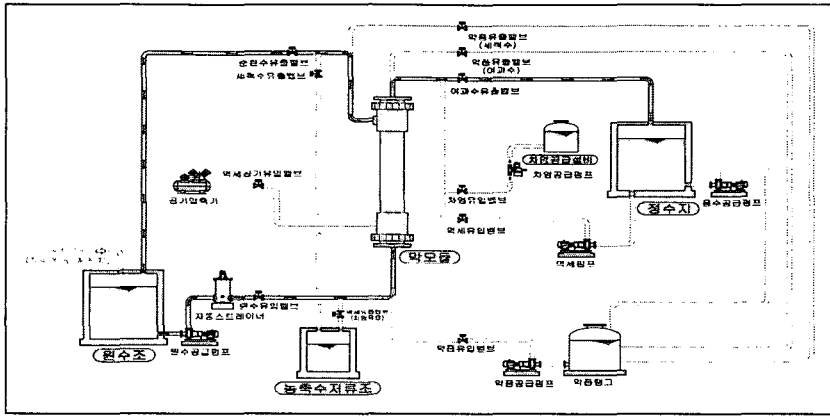 약품유출밸브
(세척수)
순환수유출밸브
세척수유출밸브
약품유출밸브
(여과수)
여과수유출밸브
차염공급설비
차염공급펌프
역세공기유입밸브
공기압축기
차염유입밸브
정수지
용수공급펌프
역세유입밸브
역세펌프
막모듈
원수유입밸브
자동스트레이너
원수조
원수공급펌프
약품유입밸브
농축수저류조
약품공급펌프
약품탱크